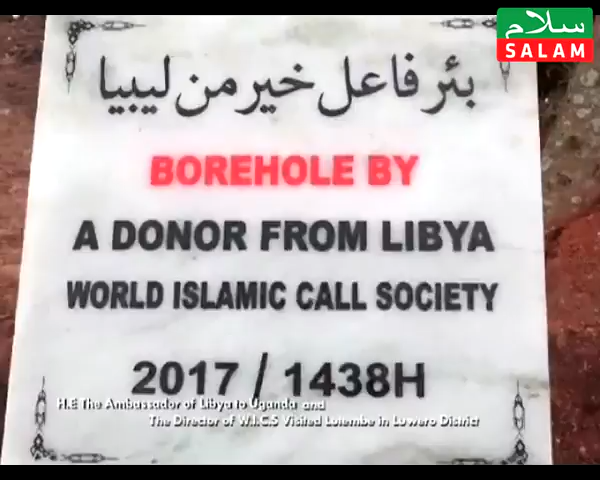 سلام
SALAM
بئر فاعل خير من ليبيا
BOREHOLE BY
A DONOR FROM LIBYA
WORLD ISLAMIC CALL SOCIETY
2017 / 1438H
H.E The Ambassador of Libya to Uganda and
The Director of W.I.C.S Visited Lutembe in Luwero District